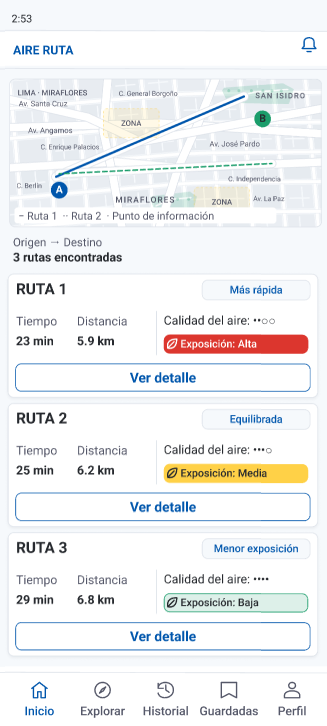 2:53
AIRE RUTA
LIMA · MIRAFLORES
C. General Borgoño
SAN ISIDRO
Av. Santa Cruz
B
ZONA
Av. Angamos
Av. José Pardo
C. Enrique Palacios
C. Independencia
C. Berlin
A
MIRAFLORES
ZONA
Av. La Paz
– Ruta 1 ·· Ruta 2 · Punto de información
Origen → Destino
3 rutas encontradas
RUTA 1
Más rápida
Tiempo
Distancia
Calidad del aire: ••○○
23 min
5.9 km
Exposición: Alta
Ver detalle
RUTA 2
Equilibrada
Tiempo
Distancia
Calidad del aire: •••○
25 min
6.2 km
Exposición: Media
Ver detalle
RUTA 3
Menor exposición
Tiempo
Distancia
Calidad del aire: ••••
29 min
6.8 km
Exposición: Baja
Ver detalle
Inicio
Explorar
Historial
Guardadas
Perfil